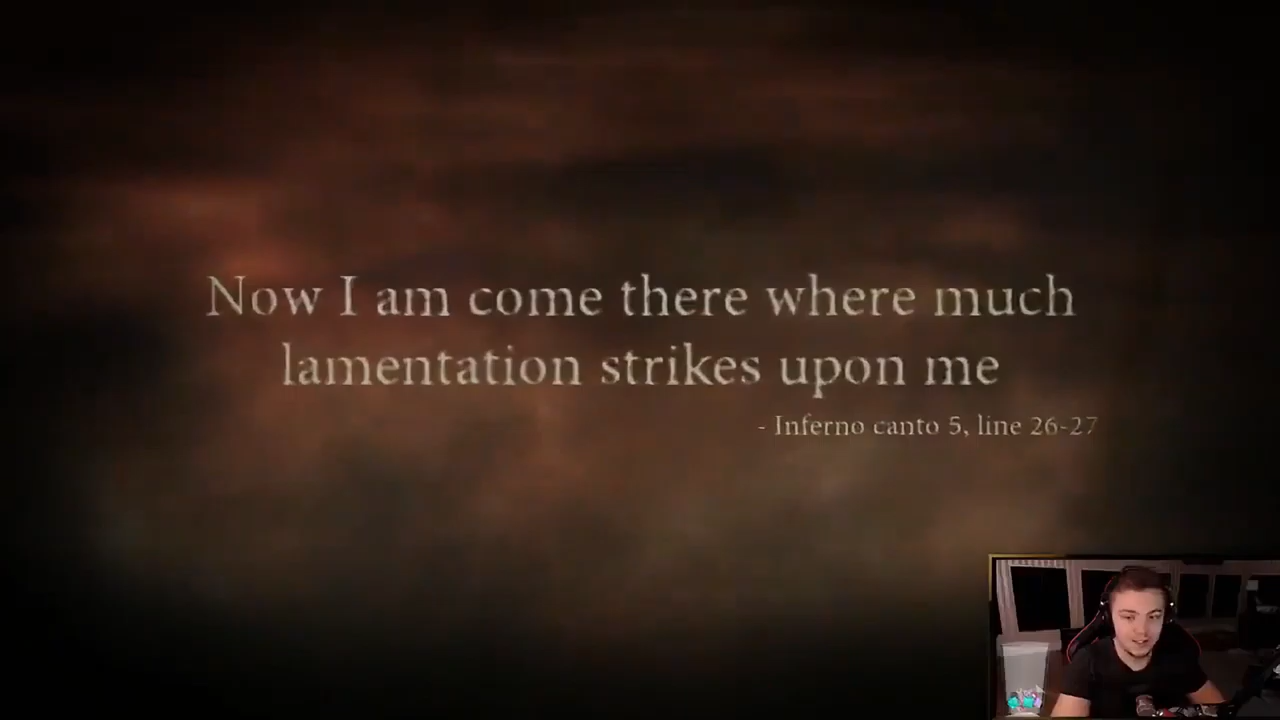 Now I am come there where much
lamentation strikes upon me
- Inferno canto 5, line 26-27